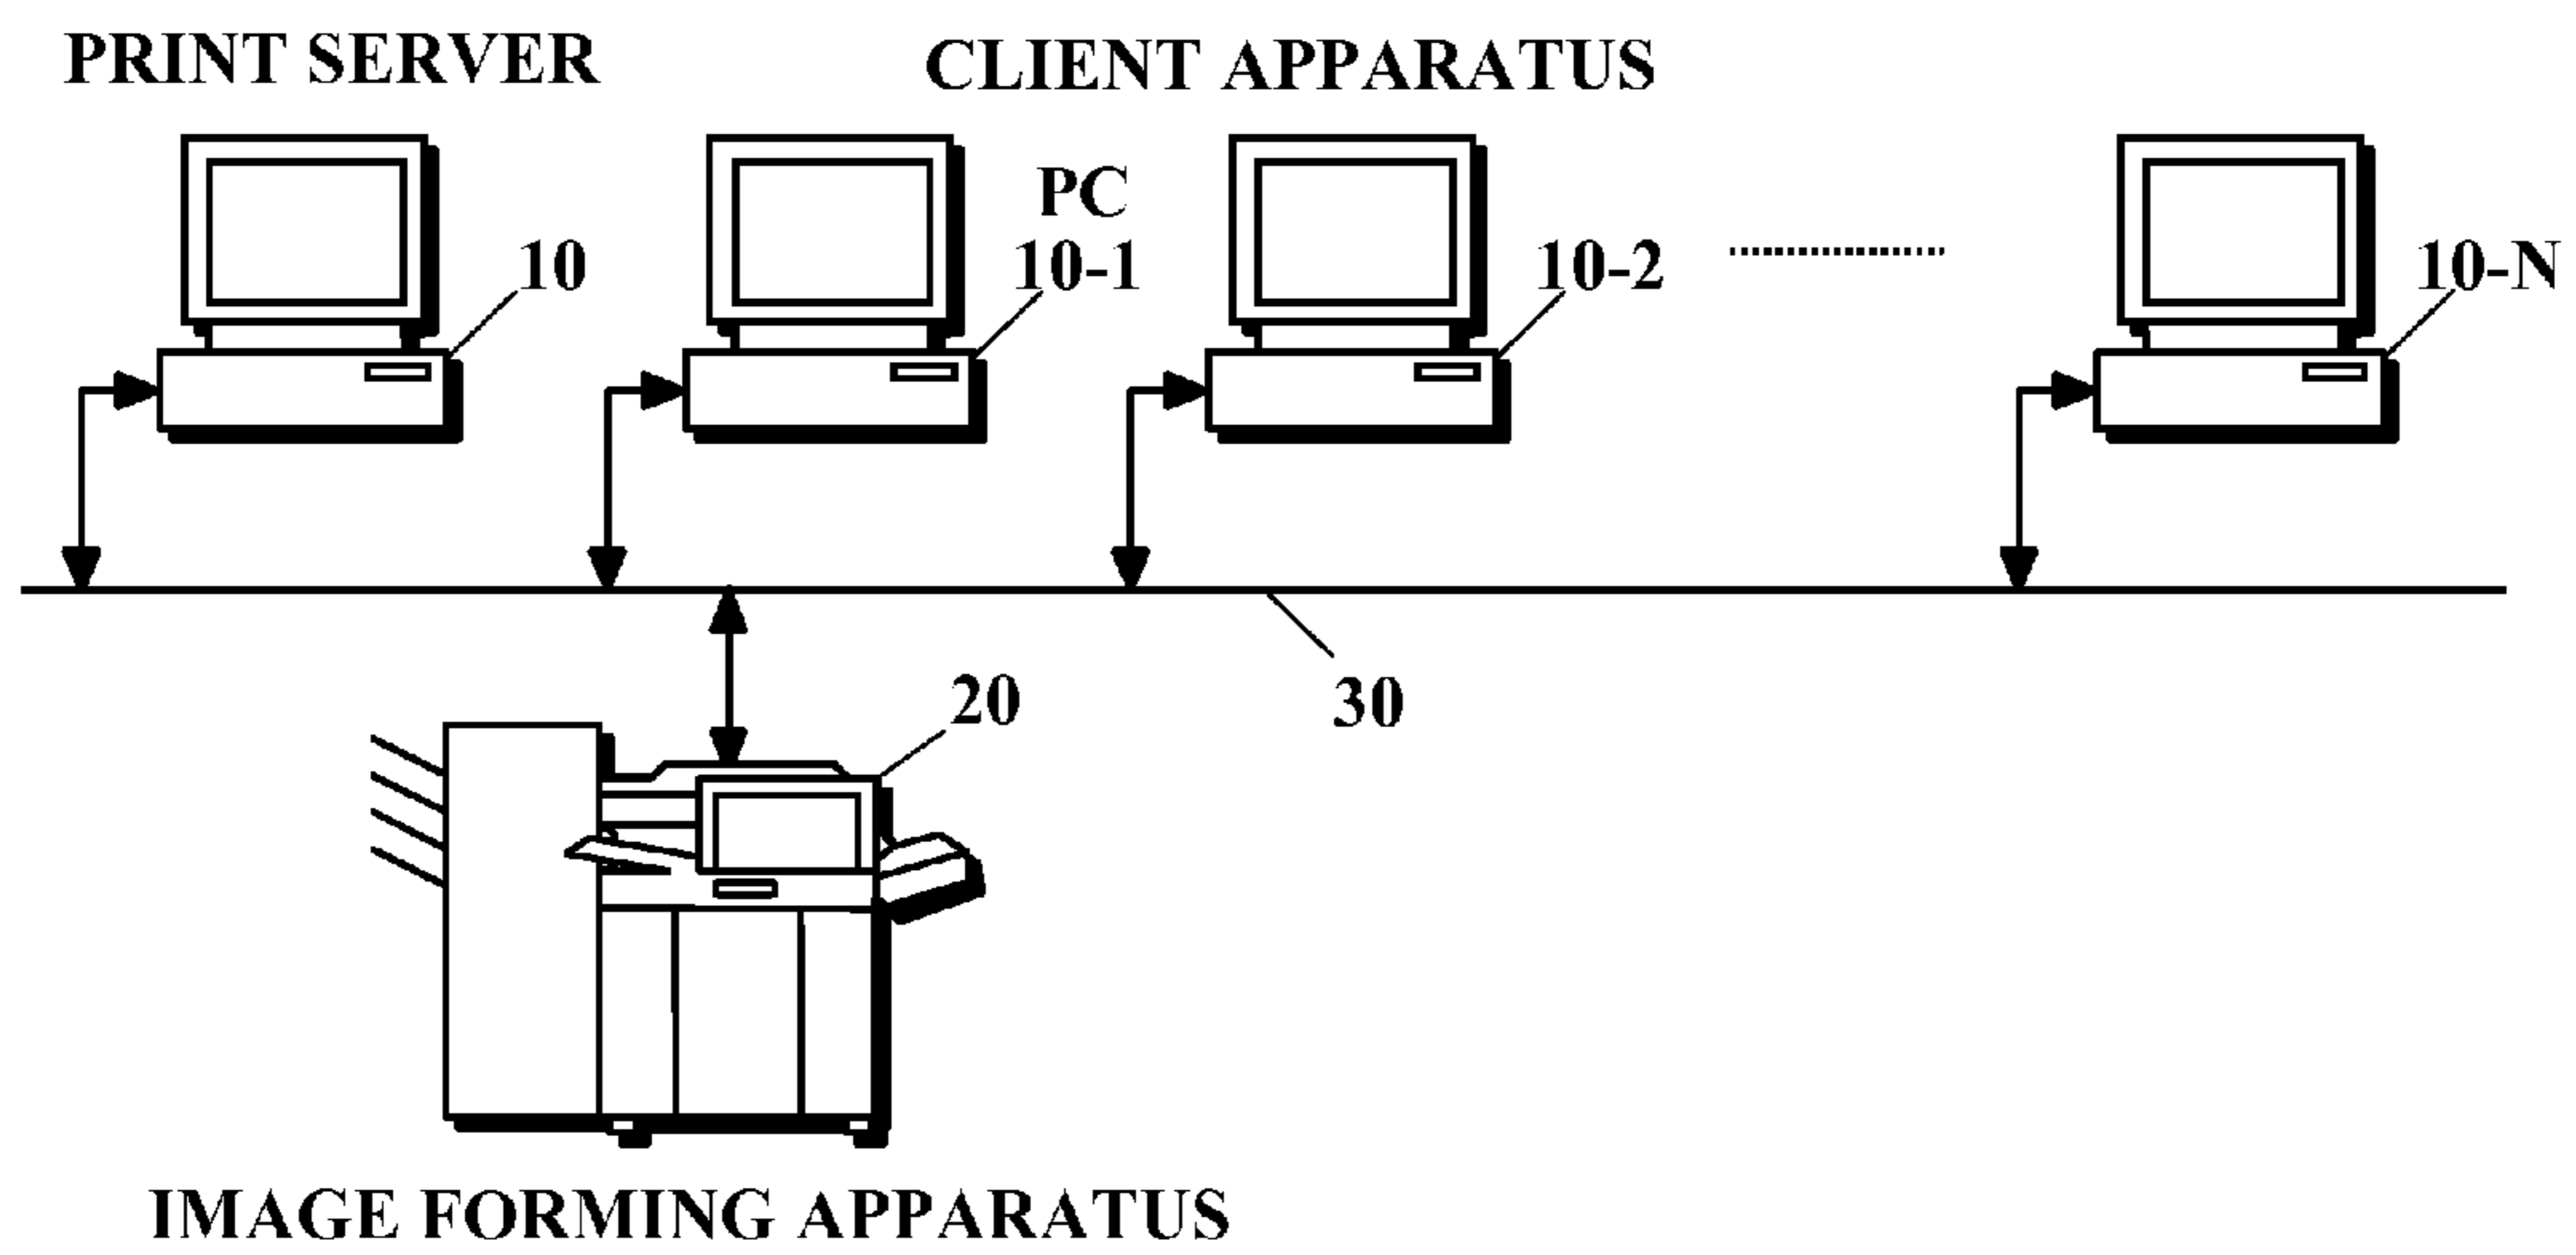 PRINT SERVER
CLIENT APPARATUS
10
PC
10-1
10-2
10-N
20
30
IMAGE FORMING APPARATUS